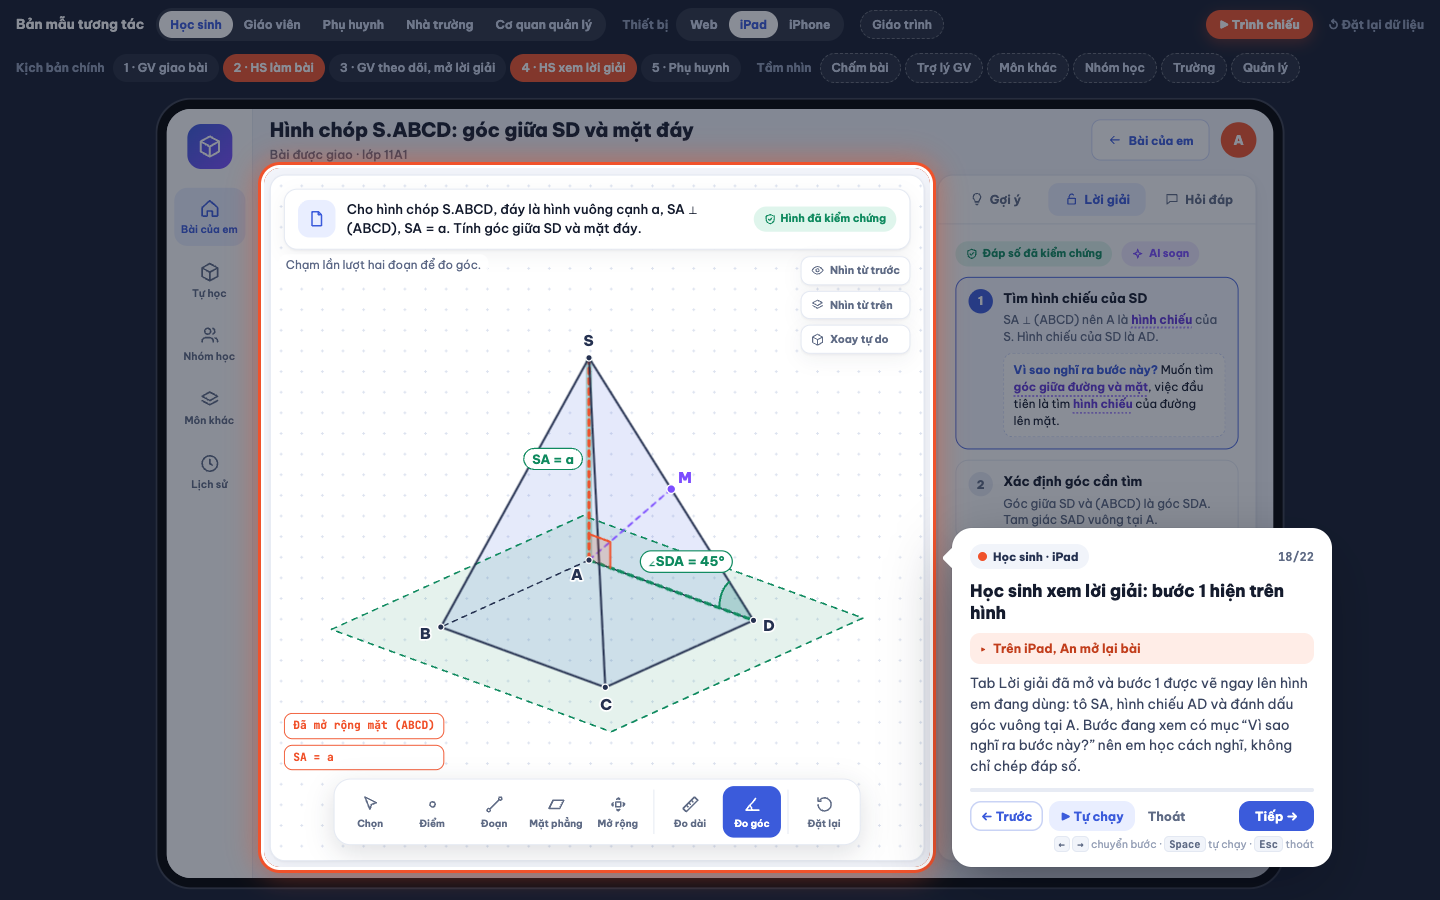 Bản mẫu tương tác
Học sinh
Giáo viên
Phụ huynh
Nhà trường
Cơ quan quản lý
Thiết bị
Web
iPad
iPhone
Giáo trình
Trình chiếu
Đặt lại dữ liệu
Kịch bản chính
1 · GV giao bài
2 · HS làm bài
3 · GV theo dõi, mở lời giải
4 · HS xem lời giải
5 · Phụ huynh
Tầm nhìn
Chấm bài
Trợ lý GV
Môn khác
Nhóm học
Trường
Quản lý
Bài của em
Tự học
Nhóm học
Môn khác
Lịch sử
Hình chóp S.ABCD: góc giữa SD và mặt đáy
Bài được giao · lớp 11A1
← Bài của em
A
Cho hình chóp S.ABCD, đáy là hình vuông cạnh a, SA ⊥
(ABCD), SA = a. Tính góc giữa SD và mặt đáy.
Hình đã kiểm chứng
Chạm lần lượt hai đoạn để đo góc.
Nhìn từ trước
Nhìn từ trên
Xoay tự do
S
SA = a
M
∠SDA = 45°
A
B
D
C
Đã mở rộng mặt (ABCD)
SA = a
Chọn
Điểm
Đoạn
Mặt phẳng
Mở rộng
Đo dài
Đo góc
Đặt lại
Gợi ý
Lời giải
Hỏi đáp
Đáp số đã kiểm chứng
AI soạn
1
Tìm hình chiếu của SD
SA ⊥ (ABCD) nên A là hình chiếu của
S. Hình chiếu của SD là AD.
Vì sao nghĩ ra bước này? Muốn tìm
góc giữa đường và mặt, việc đầu
tiên là tìm hình chiếu của đường
lên mặt.
2
Xác định góc cần tìm
Góc giữa SD và (ABCD) là góc SDA.
Tam giác SAD vuông tại A.
Học sinh · iPad
18/22
Học sinh xem lời giải: bước 1 hiện trên
hình
Trên iPad, An mở lại bài
Tab Lời giải đã mở và bước 1 được vẽ ngay lên hình
em đang dùng: tô SA, hình chiếu AD và đánh dấu
góc vuông tại A. Bước đang xem có mục “Vì sao
nghĩ ra bước này?” nên em học cách nghĩ, không
chỉ chép đáp số.
← Trước
Tự chạy
Thoát
Tiếp →
← → chuyển bước · Space tự chạy · Esc thoát